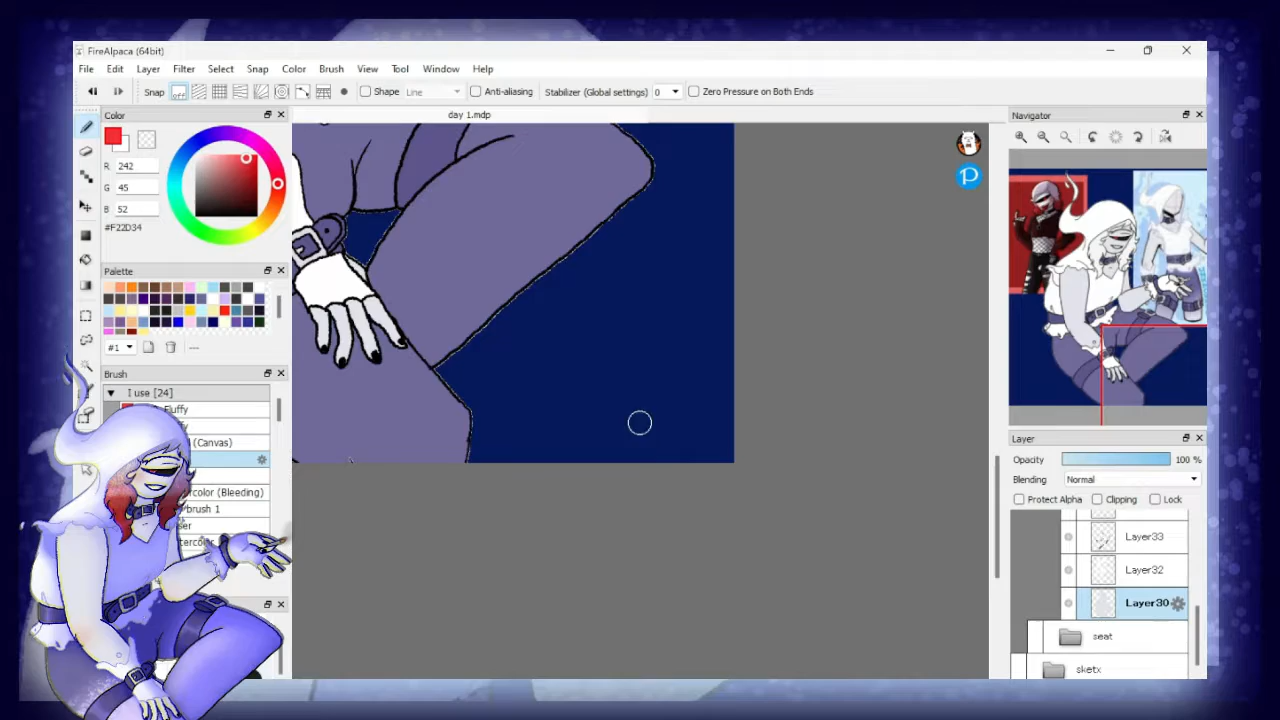 FireAlpaca (64bit)
File Edit Layer Filter Select Snap Color Brush View Tool Window Help
Snap off Shape Line Anti-aliasing Stabilizer (Global settings) 0 Zero Pressure on Both Ends
Color
day 1.mdp
Navigator
R 242
G 45
B 52
#F22D34
Palette
#1
Brush
I use [24]
Fluffy
(Canvas)
(Bleeding)
brush 1
Layer
Opacity 100 %
Blending Normal
Protect Alpha Clipping Lock
Layer33
Layer32
Layer30
seat
sketx